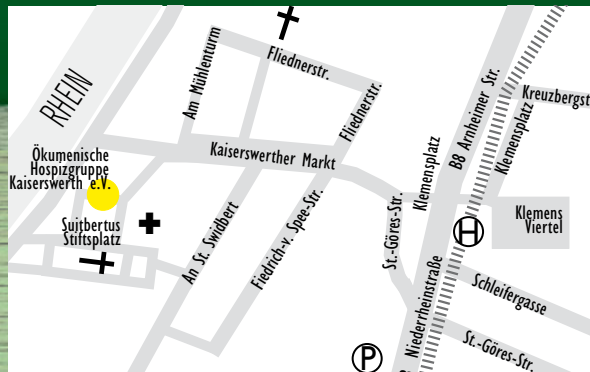 RHEIN
Am Mühlenturm
Fliednerstr.
Fliednerstr.
Kaiserswerther Markt
Ökumenische
Hospizgruppe
Kaiserswerth e.V.
Suitbertus
Stiftsplatz
An St. Swidbert
Fiedrich-v. Spee-Str.
St.-Göres-Str.
Klemensplatz
B8 Arnheimer Str.
Klemensplatz
Kreuzbergst
Klemens
Viertel
H
Niederrheinstraße
Schleifergasse
St.-Göres-Str.
P